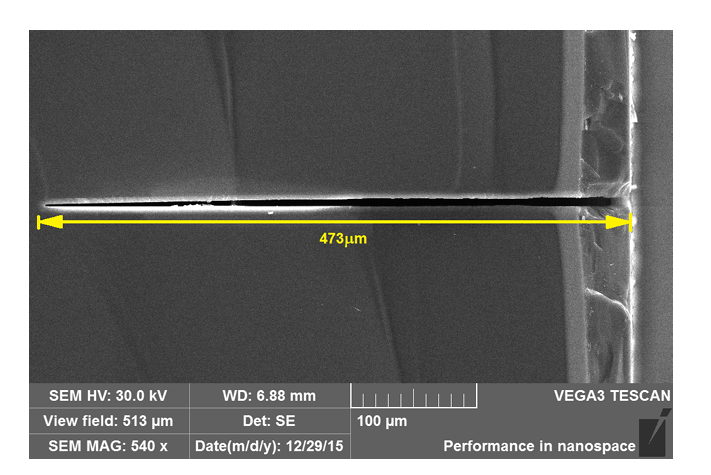 473μm
SEM HV: 30.0 kV WD: 6.88 mm VEGA3 TESCAN
View field: 513 μm Det: SE 100 μm
SEM MAG: 540 x Date(m/d/y): 12/29/15 Performance in nanospace